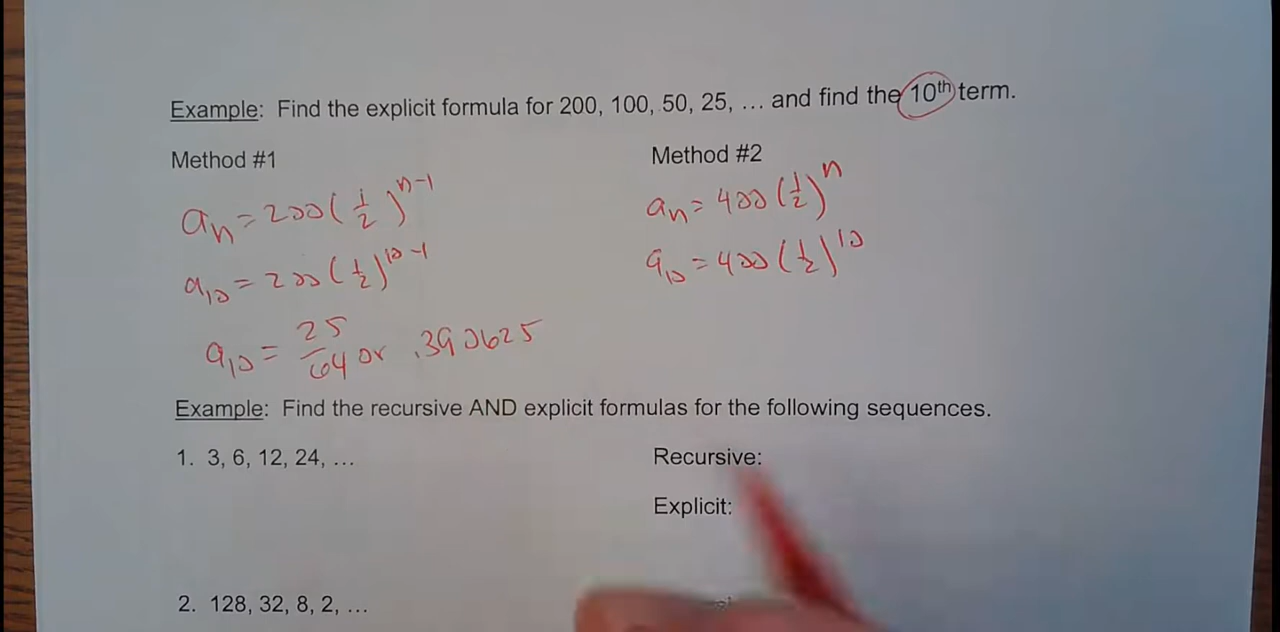 Example: Find the explicit formula for 200, 100, 50, 25, … and find the 10th term.
Method #1
Method #2
aₙ = 200(1/2)ⁿ⁻¹
aₙ = 400(1/2)ⁿ
a₁₀ = 200(1/2)¹⁰⁻¹
a₁₀ = 400(1/2)¹⁰
a₁₀ = 25/64 or .390625
Example: Find the recursive AND explicit formulas for the following sequences.
1. 3, 6, 12, 24, …
Recursive:
Explicit:
2. 128, 32, 8, 2, …